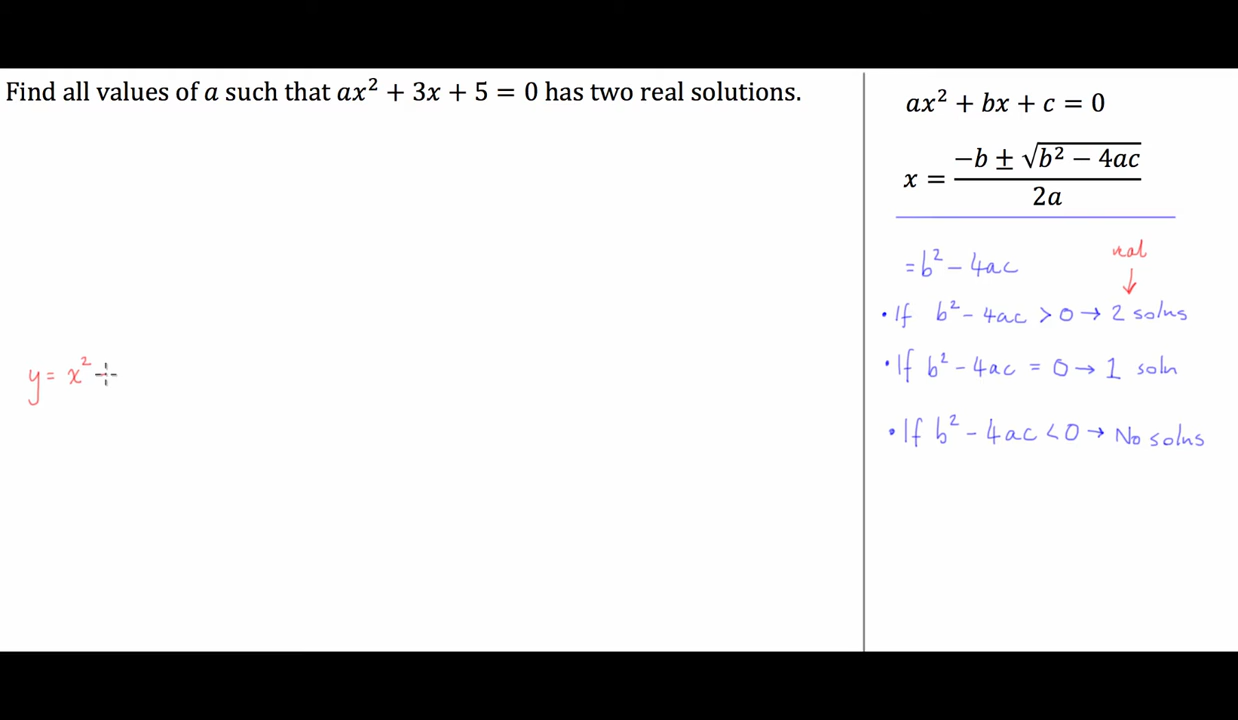 Find all values of a such that ax² + 3x + 5 = 0 has two real solutions.
y = x² -
ax² + bx + c = 0
x = (-b ± √(b² - 4ac)) / 2a
= b² - 4ac
real
↓
• If b² - 4ac > 0 → 2 solns
• If b² - 4ac = 0 → 1 soln
• If b² - 4ac < 0 → No solns